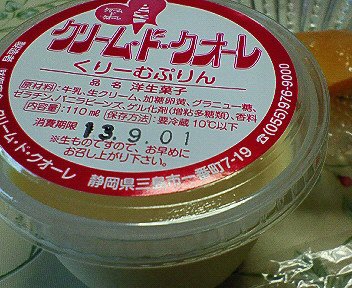 クリーム・ド・クオーレ
くりーむぷりん
品名 洋生菓子
原材料：牛乳、生クリーム、加糖卵黄、グラニュー糖、
ゼラチン、バニラビーンズ、ゲル化剤(増粘多糖類)、香料
内容量：110㎖ 保存方法：要冷蔵10℃以下
消費期限 13.9.01
※生ものですので、お早めに
お召し上がり下さい。
静岡県三島市一番町7-19
☎(055)976-9000
クリーム・ド・クオーレ